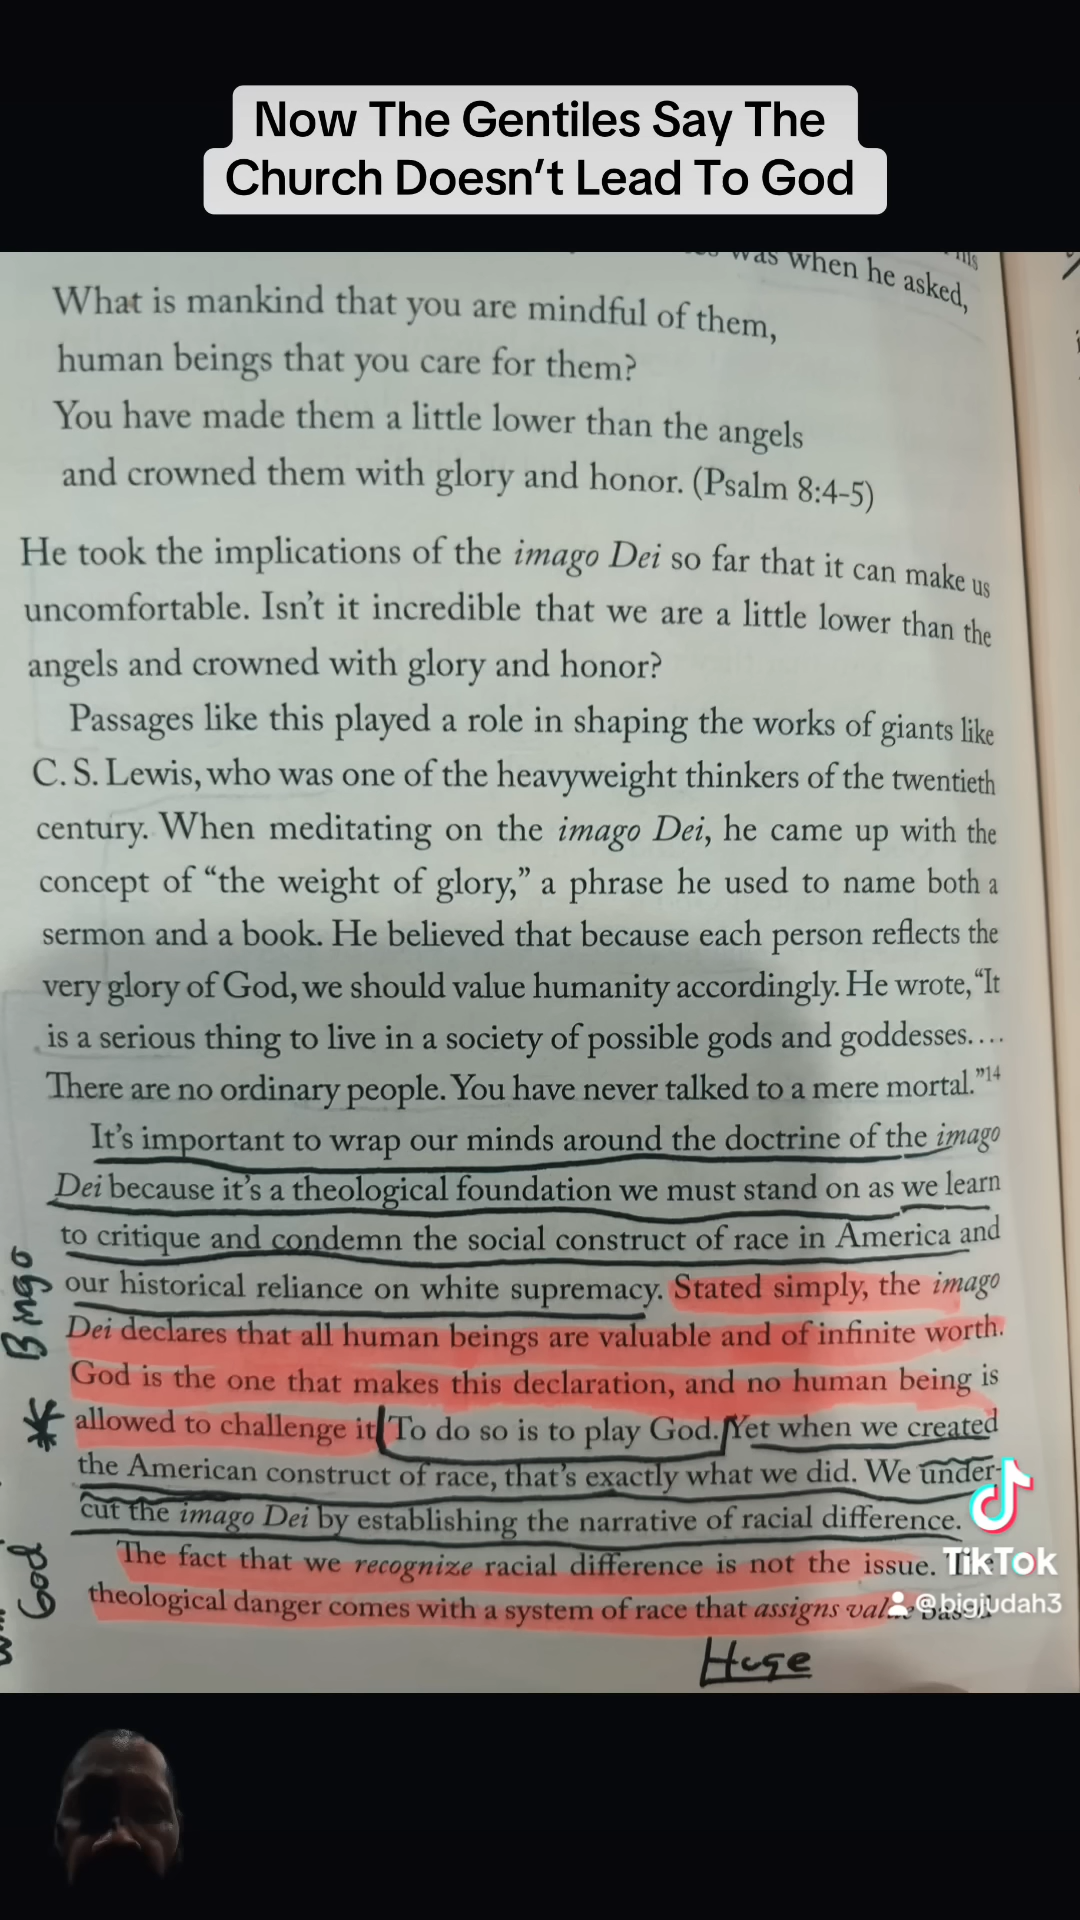 Now The Gentiles Say The
Church Doesn't Lead To God
was when he asked,
What is mankind that you are mindful of them,
human beings that you care for them?
You have made them a little lower than the angels
and crowned them with glory and honor. (Psalm 8:4-5)
He took the implications of the imago Dei so far that it can make us
uncomfortable. Isn't it incredible that we are a little lower than the
angels and crowned with glory and honor?
Passages like this played a role in shaping the works of giants like
C. S. Lewis, who was one of the heavyweight thinkers of the twentieth
century. When meditating on the imago Dei, he came up with the
concept of “the weight of glory,” a phrase he used to name both a
sermon and a book. He believed that because each person reflects the
very glory of God, we should value humanity accordingly. He wrote, “It
is a serious thing to live in a society of possible gods and goddesses....
There are no ordinary people. You have never talked to a mere mortal.”14
It's important to wrap our minds around the doctrine of the imago
Dei because it's a theological foundation we must stand on as we learn
to critique and condemn the social construct of race in America and
our historical reliance on white supremacy. Stated simply, the imago
Dei declares that all human beings are valuable and of infinite worth.
God is the one that makes this declaration, and no human being is
allowed to challenge it. To do so is to play God. Yet when we created
the American construct of race, that's exactly what we did. We under-
cut the imago Dei by establishing the narrative of racial difference.
The fact that we recognize racial difference is not the issue.
theological danger comes with a system of race that assigns
Bingo
God
Huge
TikTok
@bigjudah3